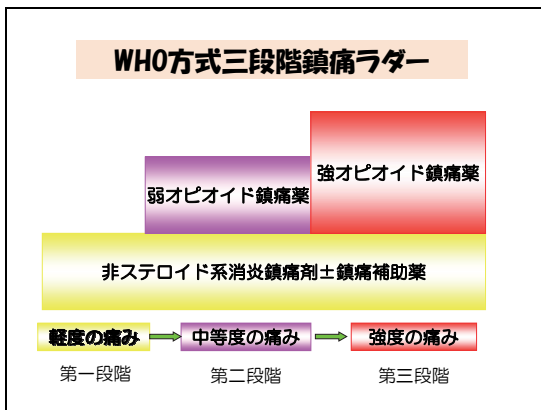 WHO方式三段階鎮痛ラダー
強オピオイド鎮痛薬
弱オピオイド鎮痛薬
非ステロイド系消炎鎮痛剤±鎮痛補助薬
軽度の痛み 中等度の痛み 強度の痛み
第一段階 第二段階 第三段階